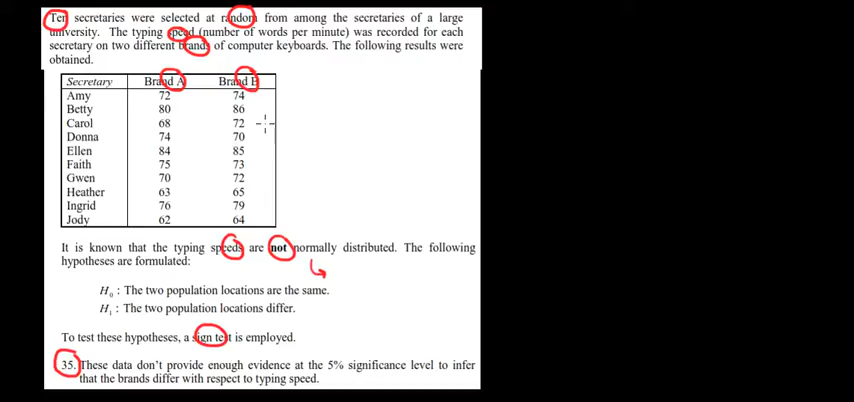 Ten secretaries were selected at random from among the secretaries of a large
university. The typing speed (number of words per minute) was recorded for each
secretary on two different brands of computer keyboards. The following results were
obtained.
Secretary Brand A Brand B
Amy 72 74
Betty 80 86
Carol 68 72
Donna 74 70
Ellen 84 85
Faith 75 73
Gwen 70 72
Heather 63 65
Ingrid 76 79
Jody 62 64
It is known that the typing speeds are not normally distributed. The following
hypotheses are formulated:
H₀ : The two population locations are the same.
H₁ : The two population locations differ.
To test these hypotheses, a sign test is employed.
35. These data don't provide enough evidence at the 5% significance level to infer
that the brands differ with respect to typing speed.